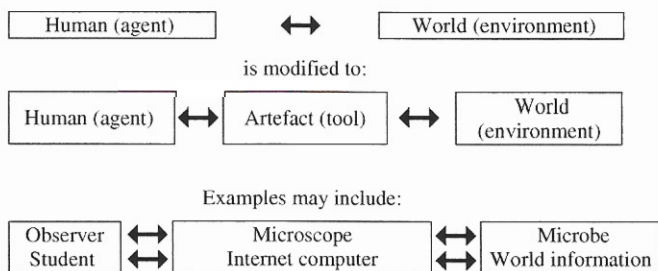 Human (agent) World (environment)
is modified to:
Human (agent) Artefact (tool) World
(environment)
Examples may include:
Observer Microscope Microbe
Student Internet computer World information